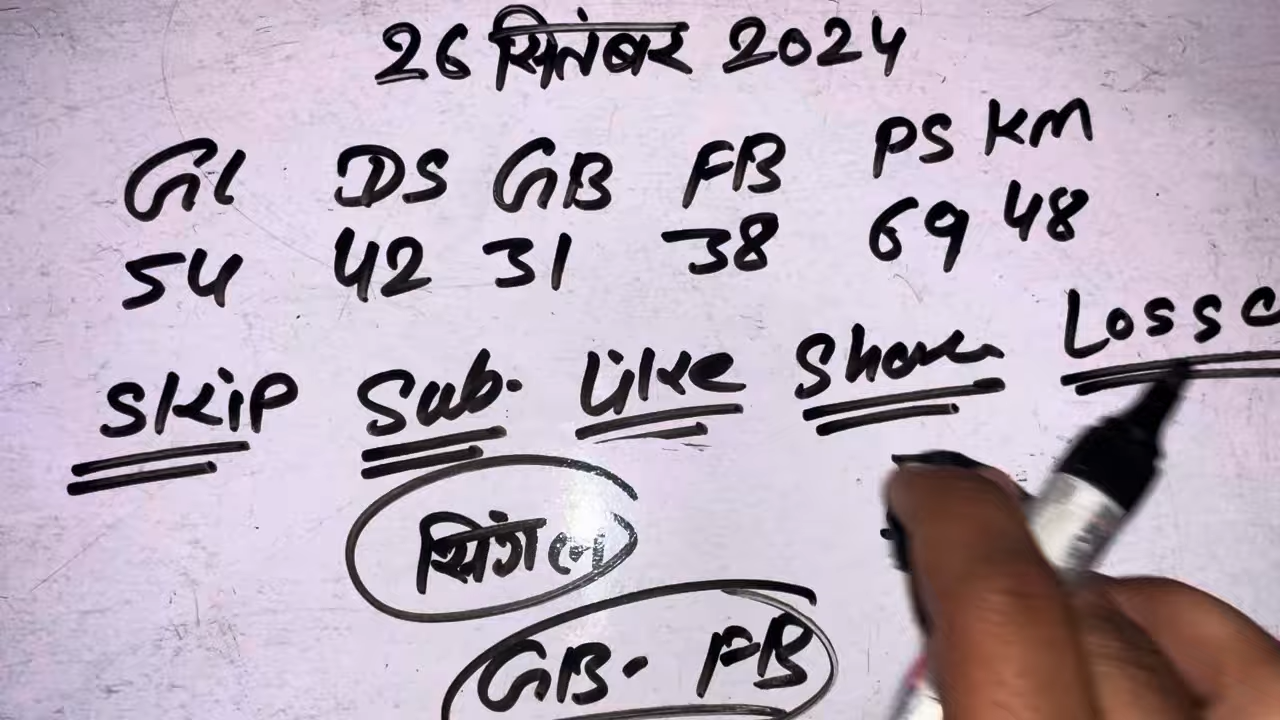 26 सितंबर 2024
GL DS GB FB PS KM
54 42 31 38 69 48
Skip Sub. Like Share Loss
सिंगल
GB. FB